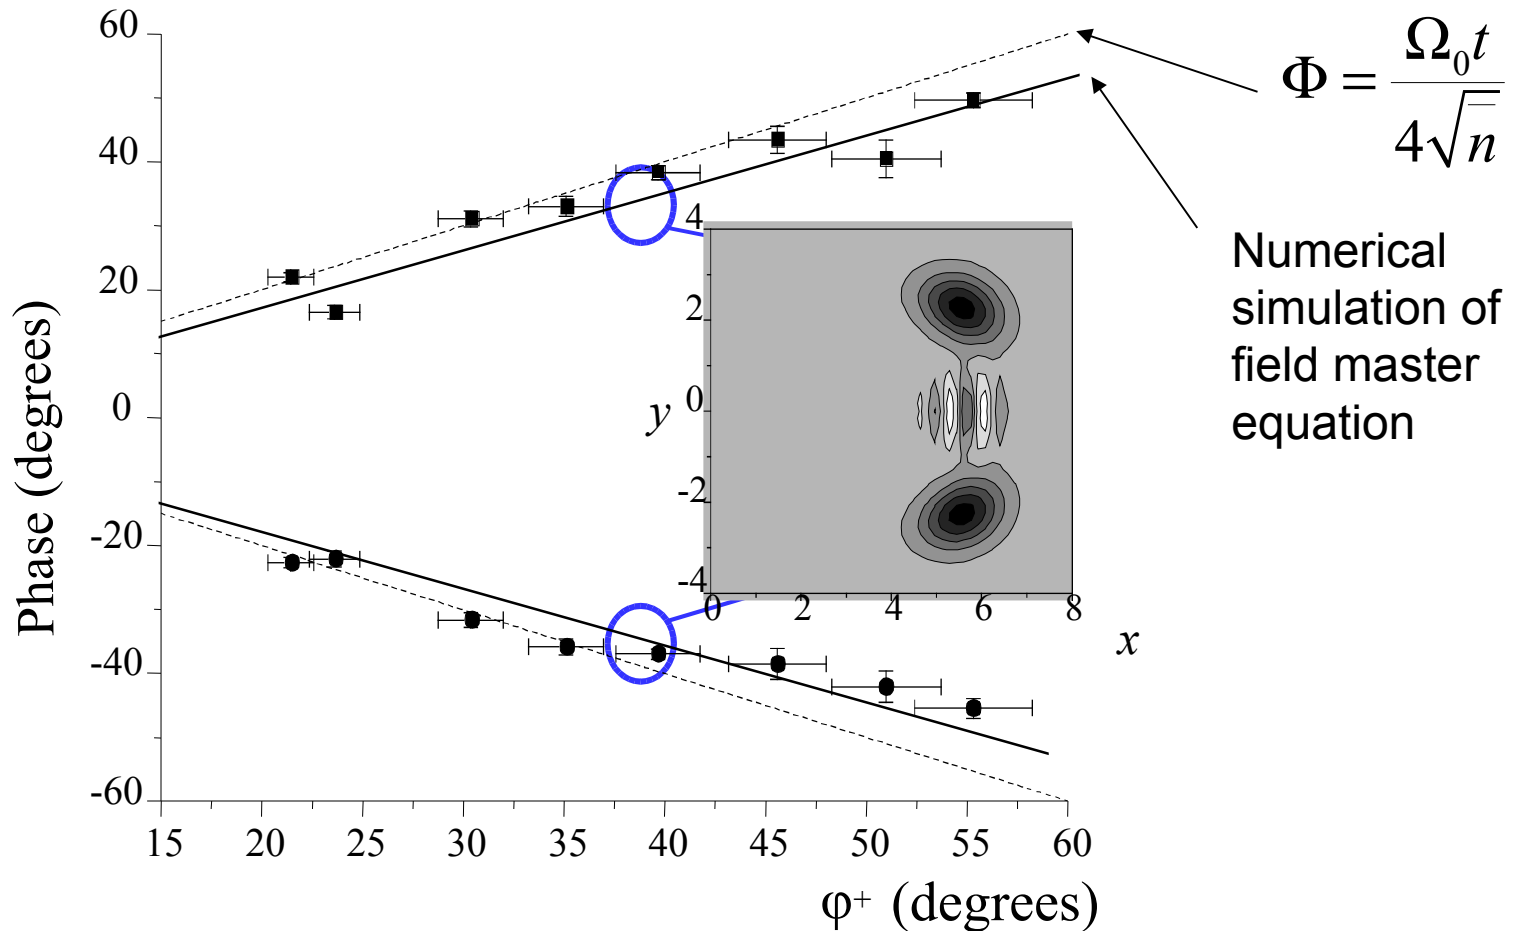 60
40
20
0
-20
-40
-60
Phase (degrees)
15 20 25 30 35 40 45 50 55 60
φ+ (degrees)
4
2
0
-2
-4
y
0 2 4 6 8
x
Φ = Ω₀t / 4√n̅
Numerical
simulation of
field master
equation